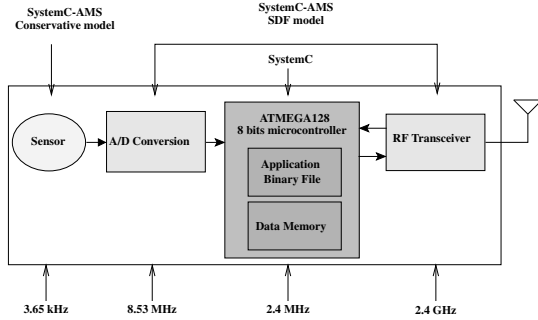 SystemC-AMS
Conservative model
SystemC-AMS
SDF model
SystemC
Sensor
A/D Conversion
ATMEGA128
8 bits microcontroller
Application
Binary File
Data Memory
RF Transceiver
3.65 kHz
8.53 MHz
2.4 MHz
2.4 GHz